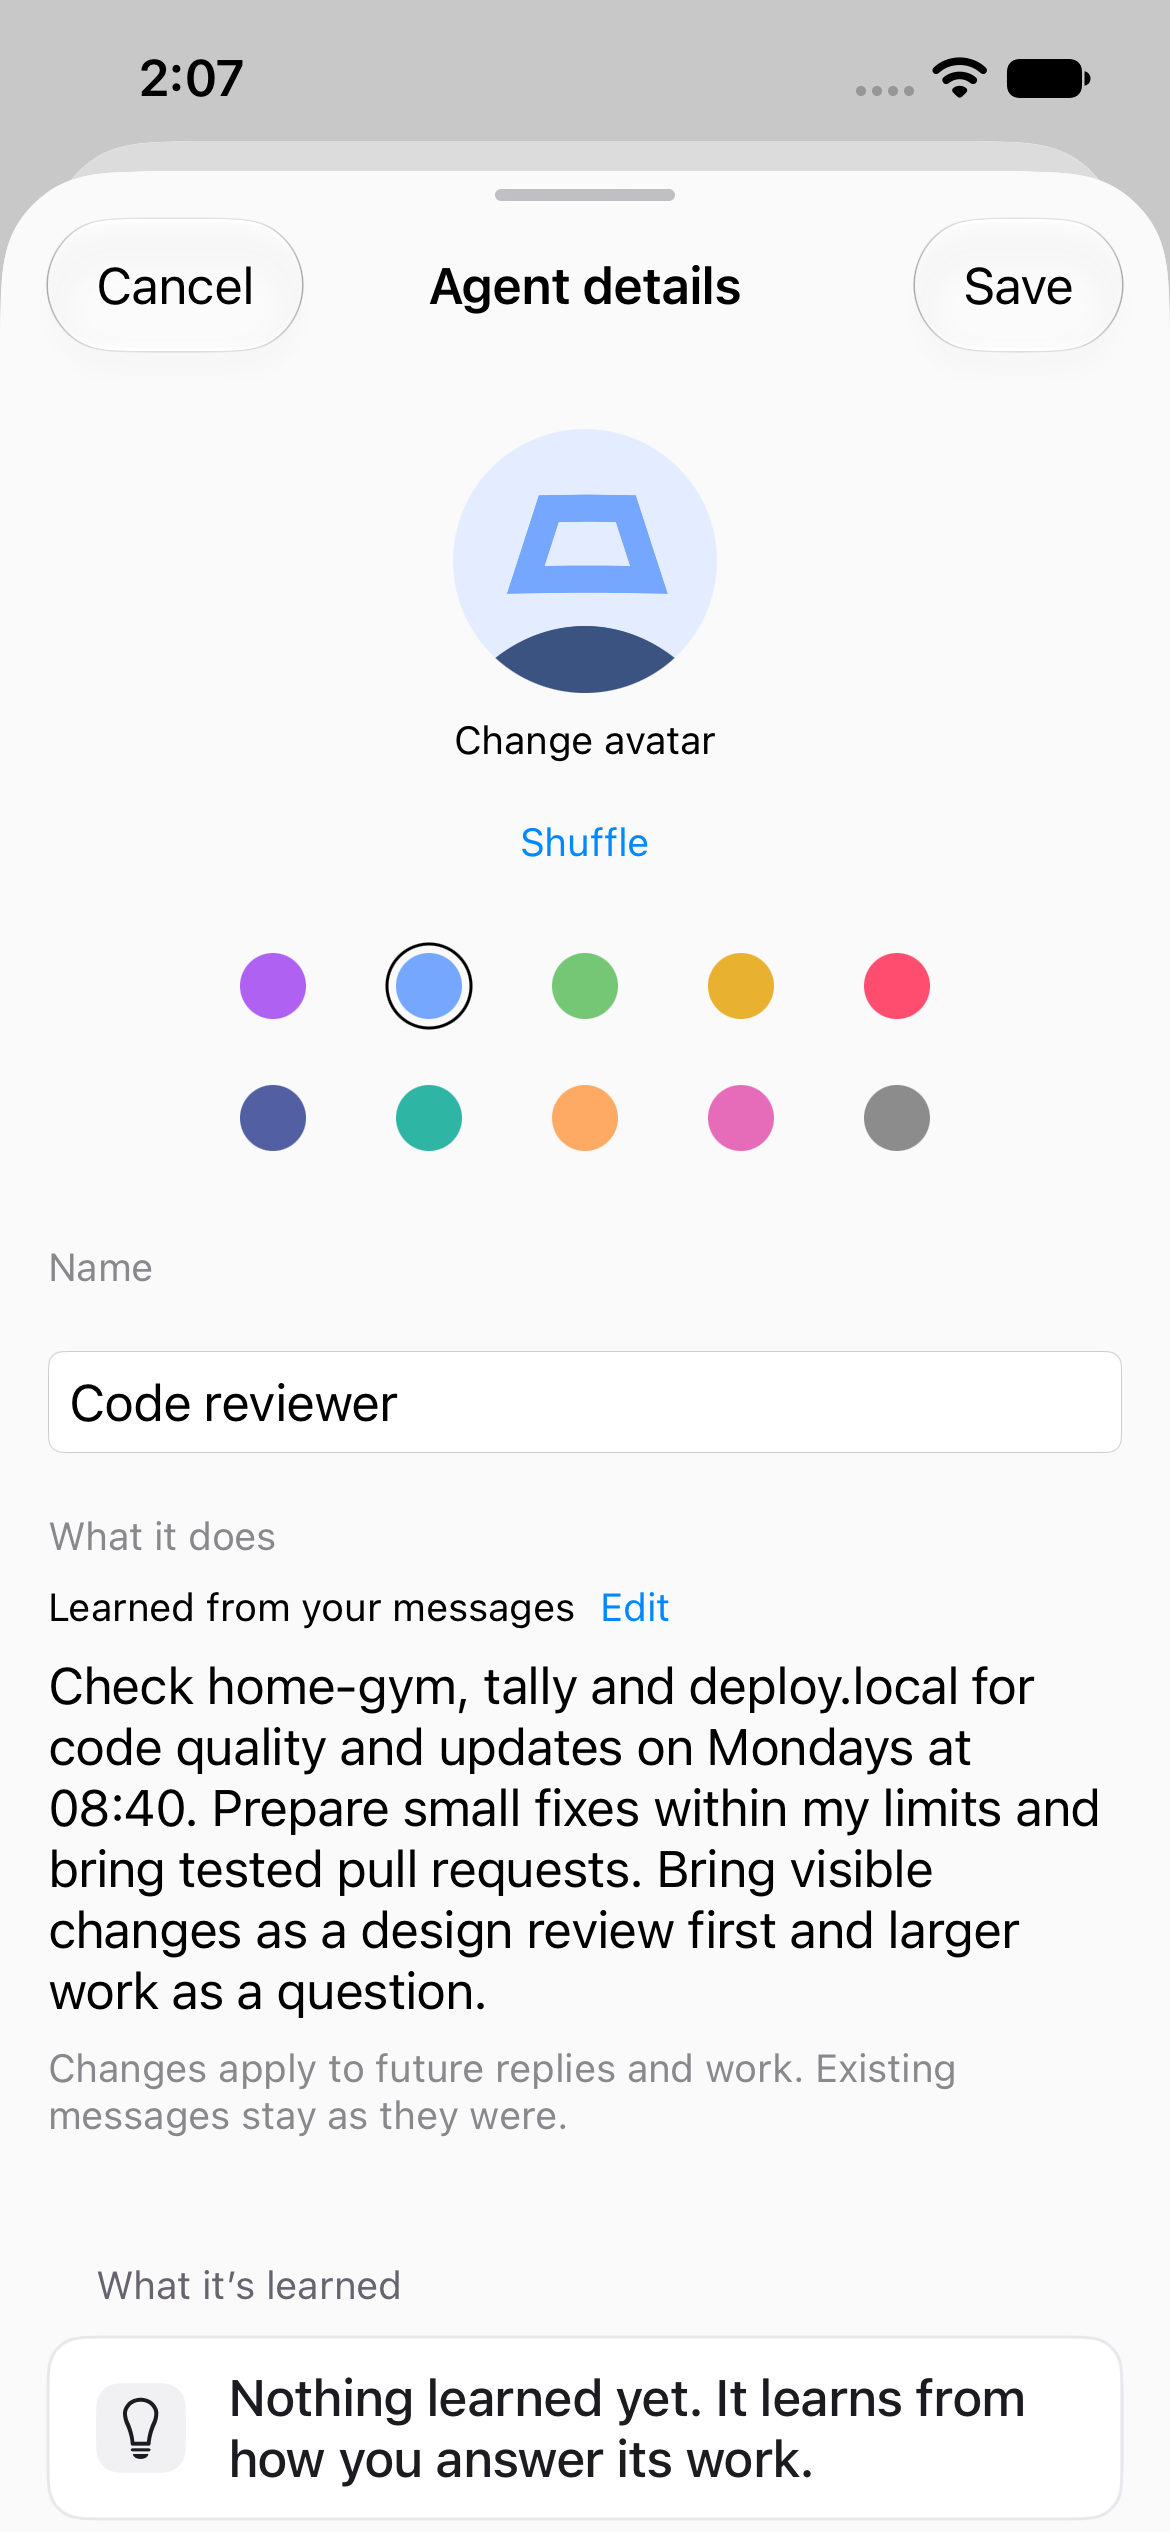 2:07
Cancel
Agent details
Save
Change avatar
Shuffle
Name
Code reviewer
What it does
Learned from your messages Edit
Check home-gym, tally and deploy.local for
code quality and updates on Mondays at
08:40. Prepare small fixes within my limits and
bring tested pull requests. Bring visible
changes as a design review first and larger
work as a question.
Changes apply to future replies and work. Existing
messages stay as they were.
What it’s learned
Nothing learned yet. It learns from
how you answer its work.